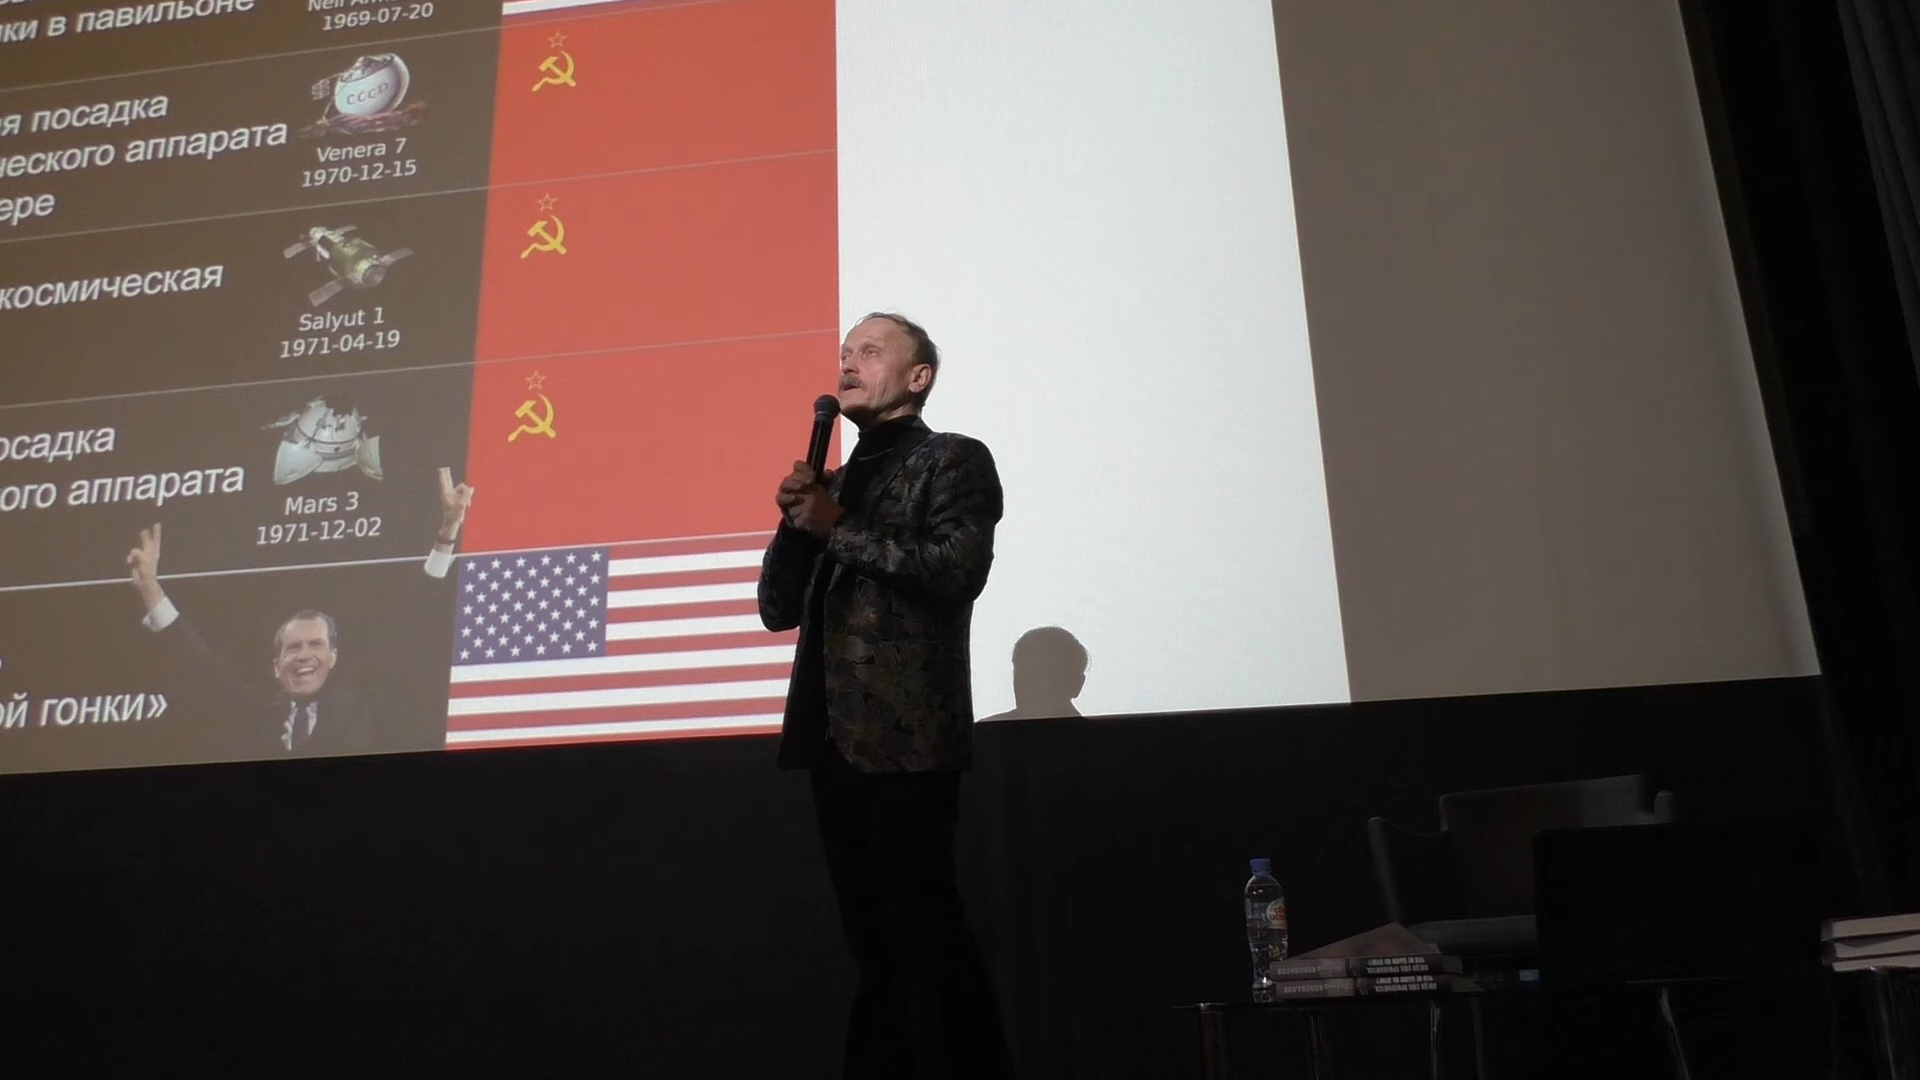 ки в павильоне
1969-07-20
я посадка
ческого аппарата
ере
СССР
Venera 7
1970-12-15
космическая
Salyut 1
1971-04-19
осадка
ого аппарата
Mars 3
1971-12-02
ой гонки»